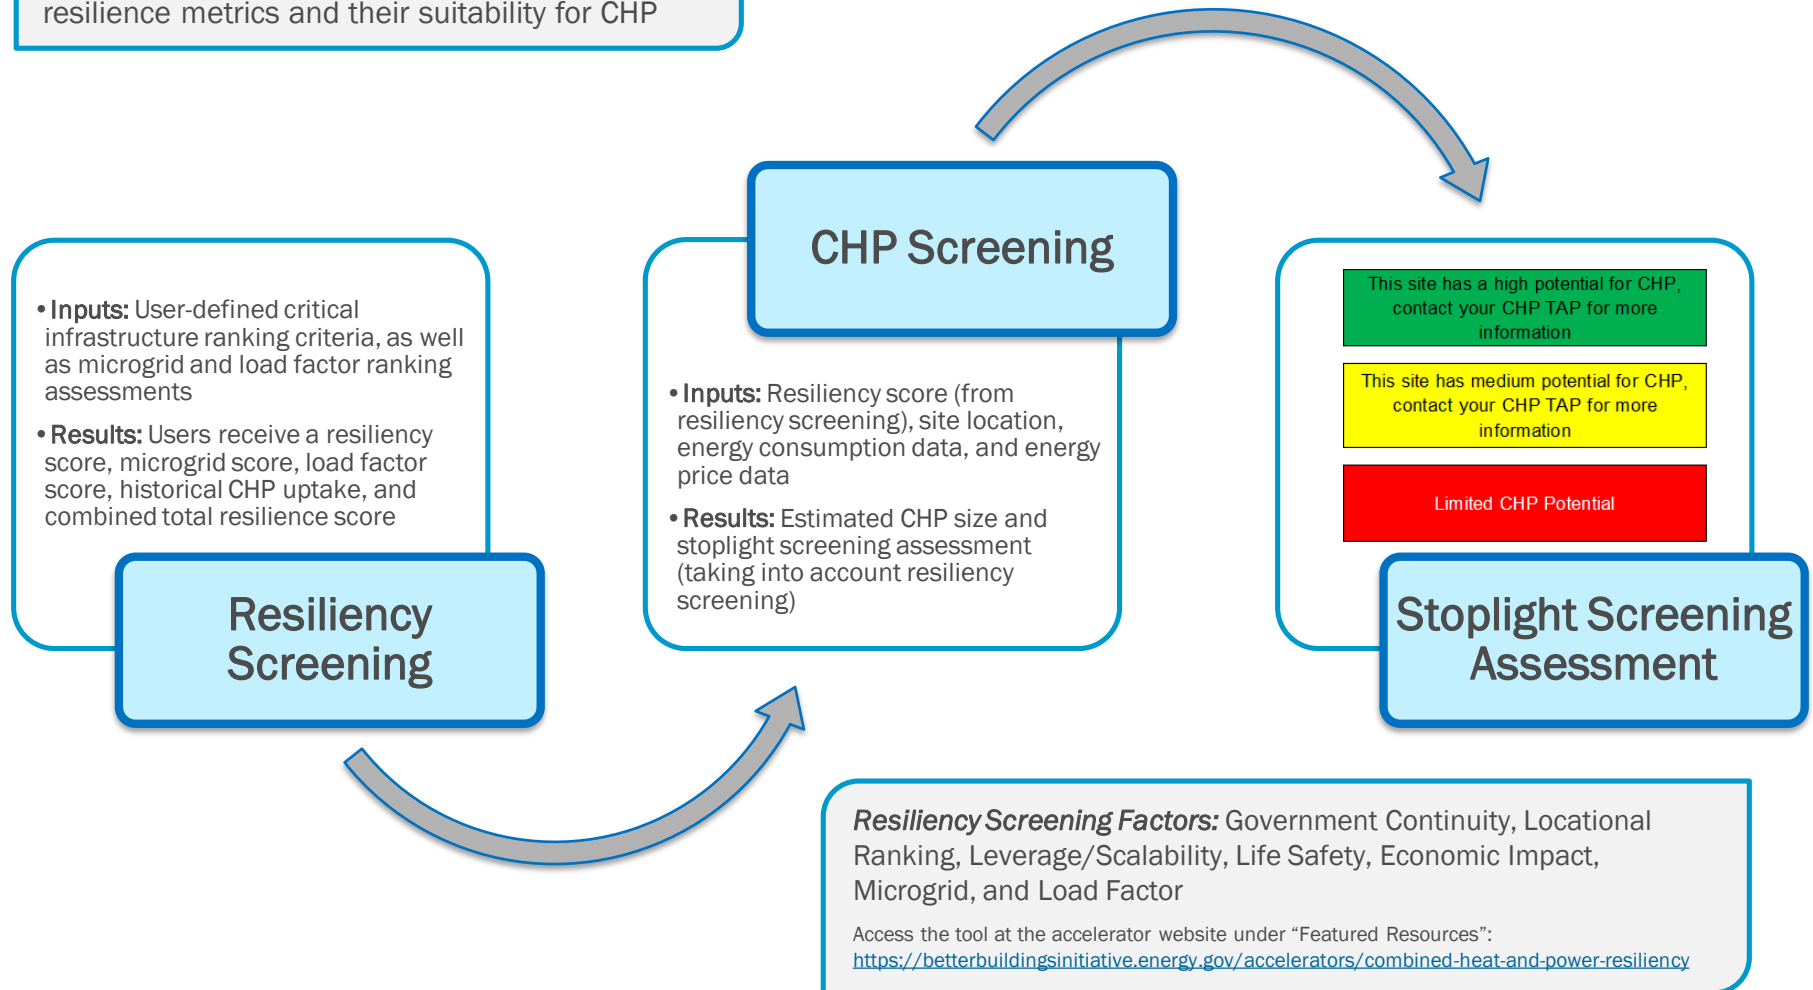 resilience metrics and their suitability for CHP
• Inputs: User-defined critical
infrastructure ranking criteria, as well
as microgrid and load factor ranking
assessments
• Results: Users receive a resiliency
score, microgrid score, load factor
score, historical CHP uptake, and
combined total resilience score
Resiliency
Screening
CHP Screening
• Inputs: Resiliency score (from
resiliency screening), site location,
energy consumption data, and energy
price data
• Results: Estimated CHP size and
stoplight screening assessment
(taking into account resiliency
screening)
This site has a high potential for CHP,
contact your CHP TAP for more
information
This site has medium potential for CHP,
contact your CHP TAP for more
information
Limited CHP Potential
Stoplight Screening
Assessment
Resiliency Screening Factors: Government Continuity, Locational
Ranking, Leverage/Scalability, Life Safety, Economic Impact,
Microgrid, and Load Factor
Access the tool at the accelerator website under “Featured Resources”:
https://betterbuildingsinitiative.energy.gov/accelerators/combined-heat-and-power-resiliency